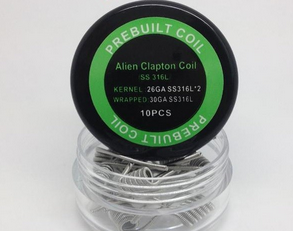 PREBUILT COIL
Alien Clapton Coil
SS 316L
KERNEL: 26GA SS316L*2
WRAPPED:30GA SS316L
10PCS
PREBUILT COIL